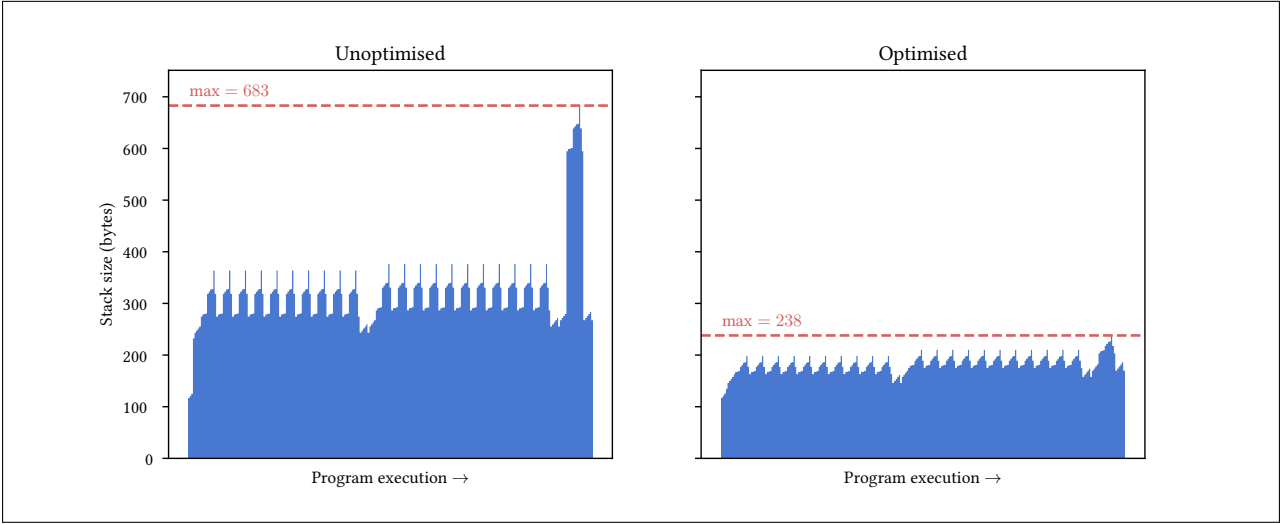 Unoptimised
max = 683
700
600
500
400
300
200
100
0
Stack size (bytes)
Program execution →
Optimised
max = 238
Program execution →